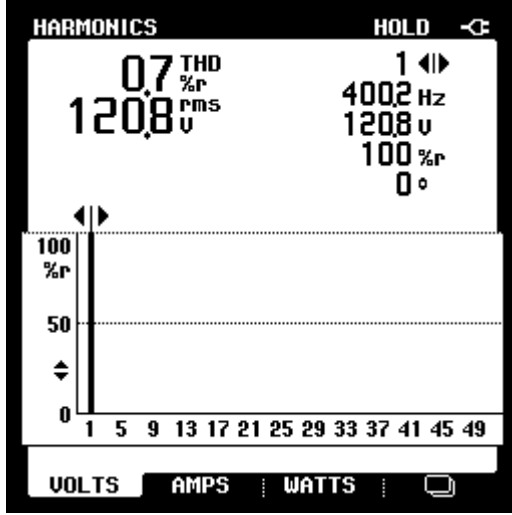 HARMONICS HOLD
0.7 THD %r
120.8 rms V
1
400.2 Hz
120.8 V
100 %r
0 °
100
%r
50
0
1 5 9 13 17 21 25 29 33 37 41 45 49
VOLTS AMPS WATTS